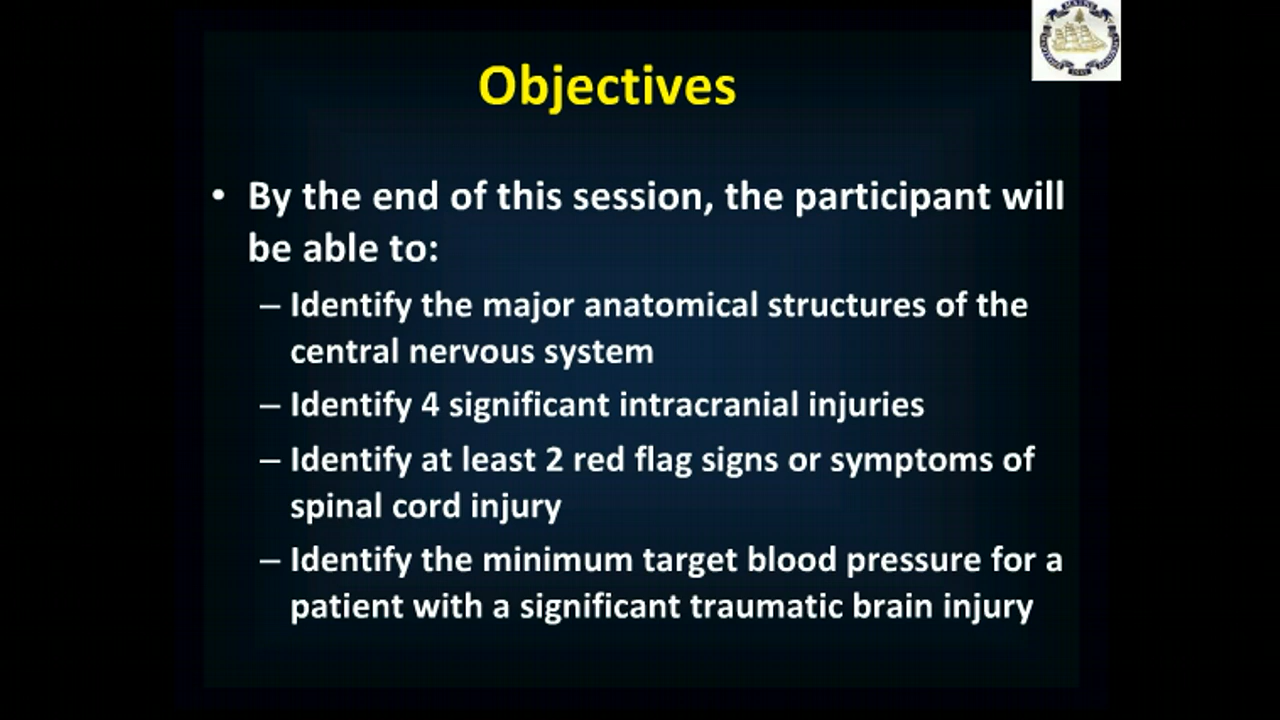 Objectives
• By the end of this session, the participant will
be able to:
– Identify the major anatomical structures of the
central nervous system
– Identify 4 significant intracranial injuries
– Identify at least 2 red flag signs or symptoms of
spinal cord injury
– Identify the minimum target blood pressure for a
patient with a significant traumatic brain injury